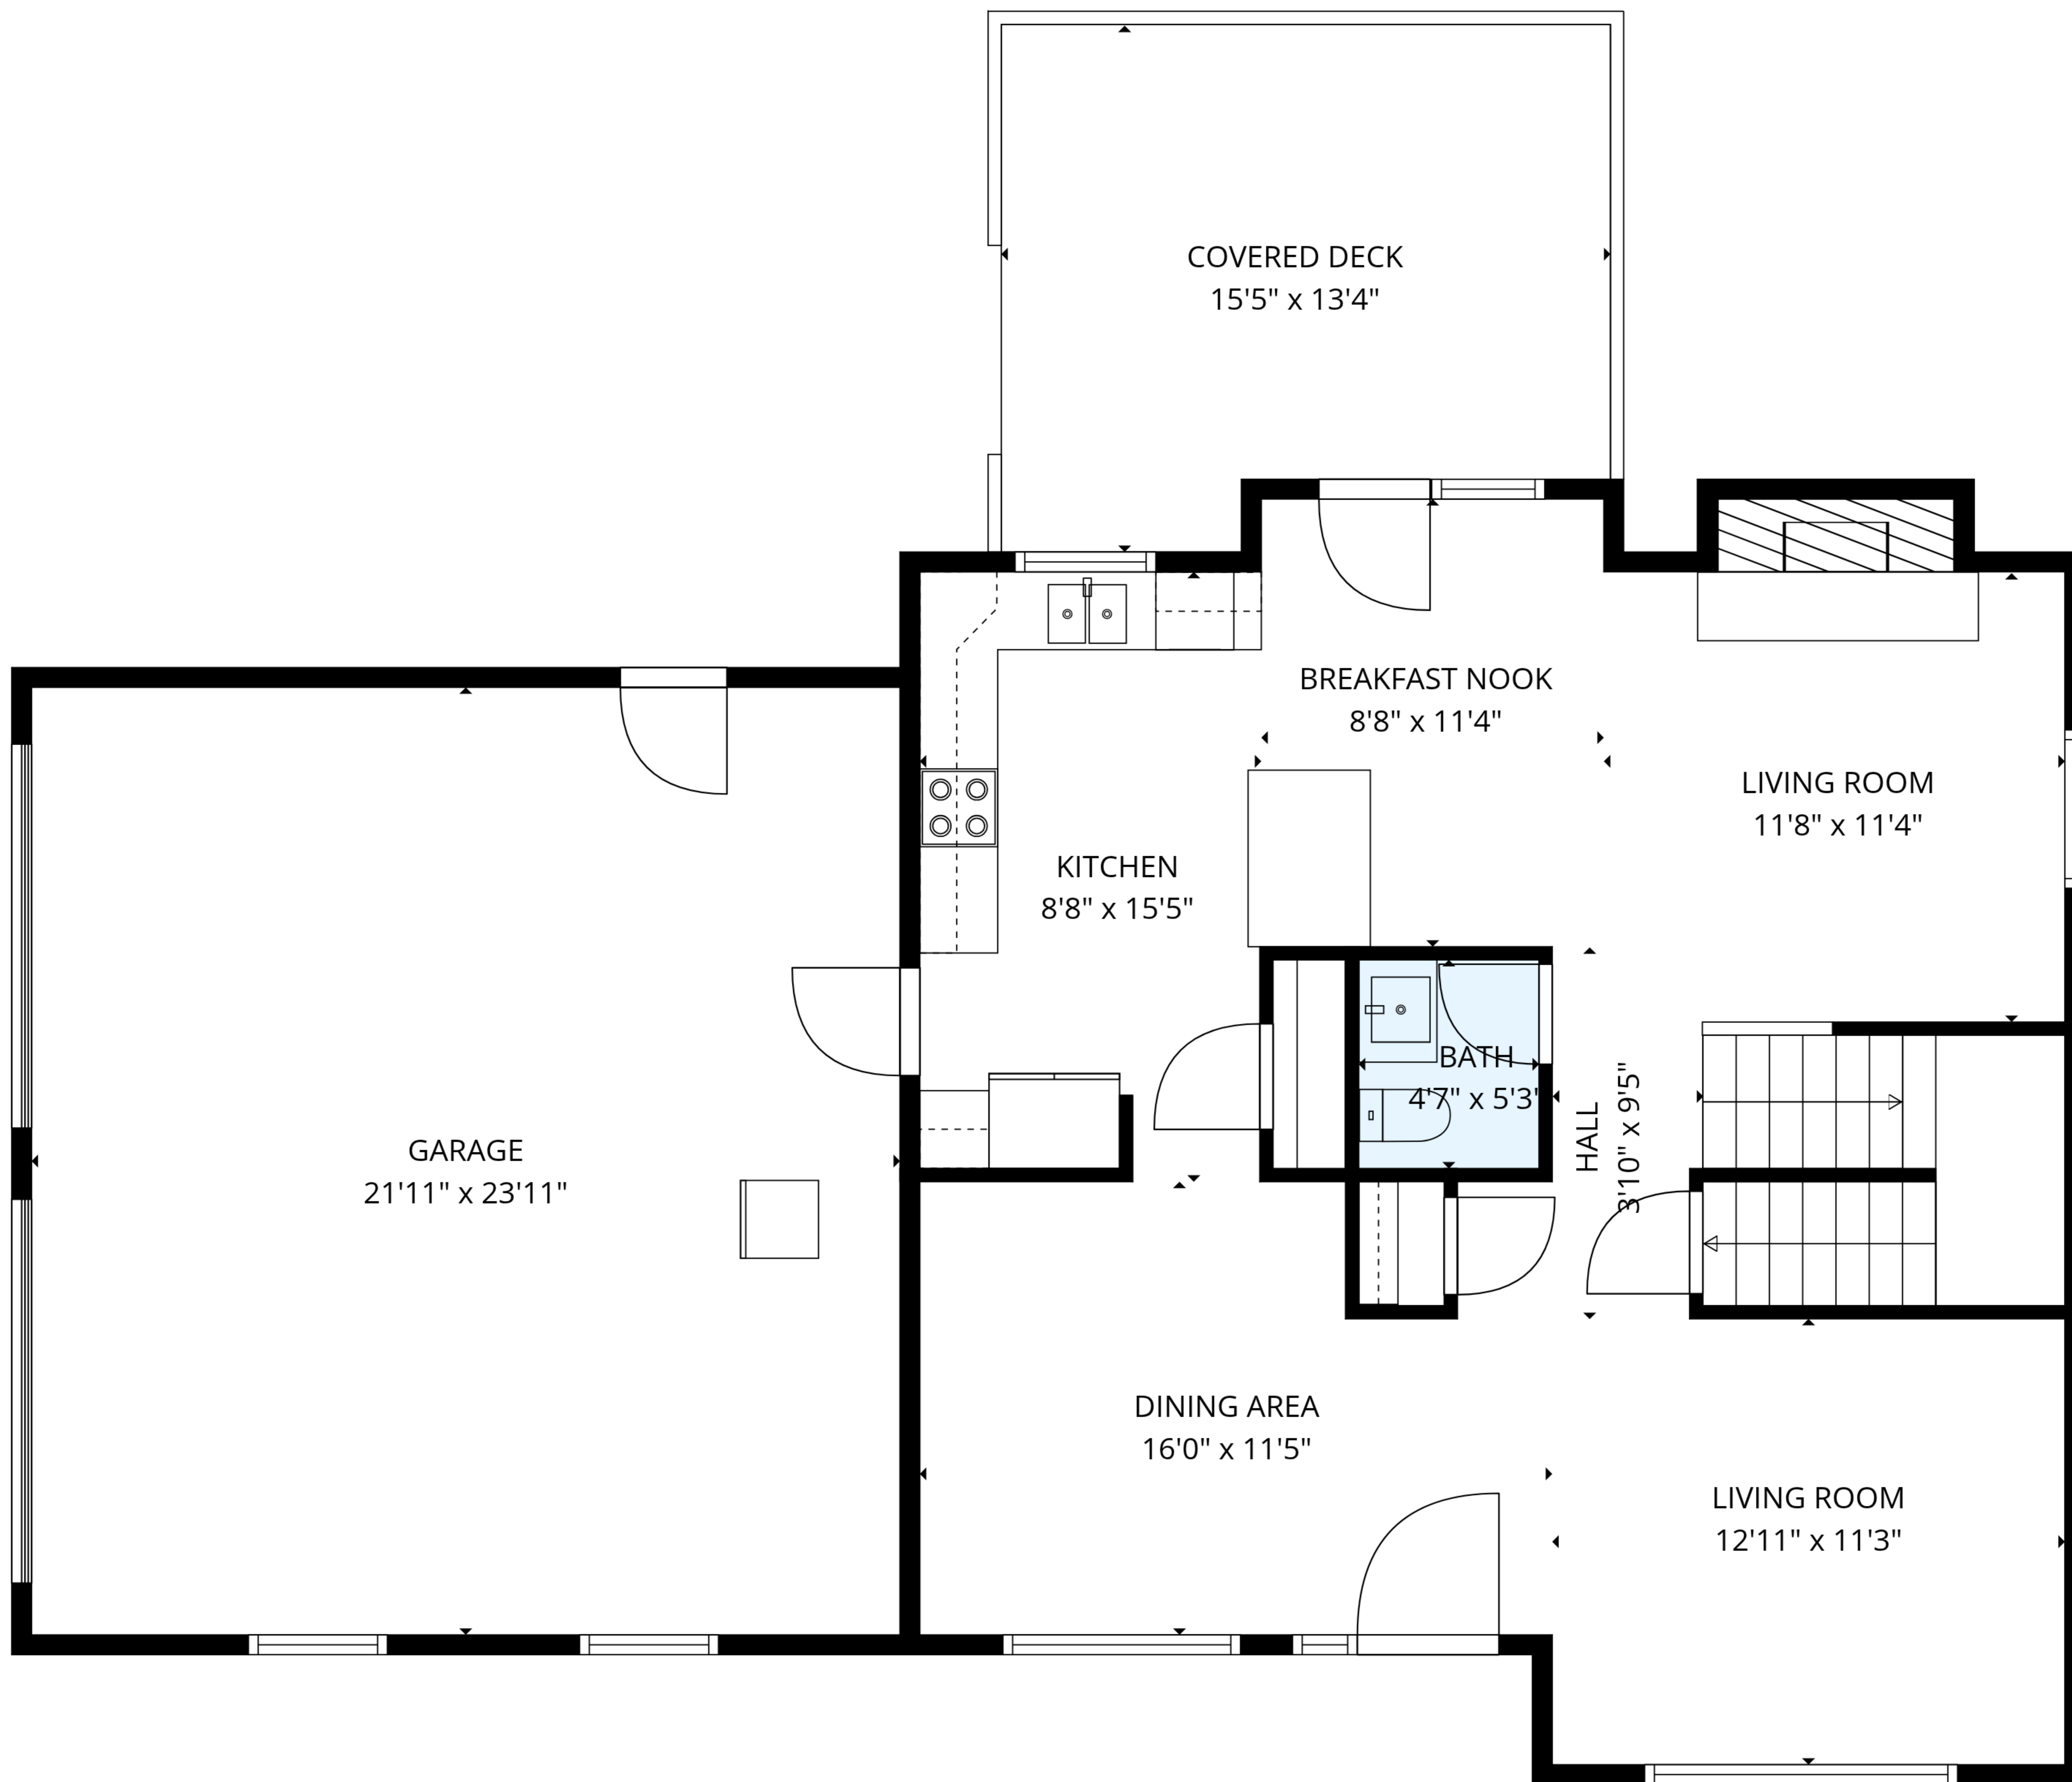 COVERED DECK
15'5" x 13'4"
BREAKFAST NOOK
8'8" x 11'4"
LIVING ROOM
11'8" x 11'4"
KITCHEN
8'8" x 15'5"
BATH
4'7" x 5'3"
HALL
3'10" x 9'5"
GARAGE
21'11" x 23'11"
DINING AREA
16'0" x 11'5"
LIVING ROOM
12'11" x 11'3"